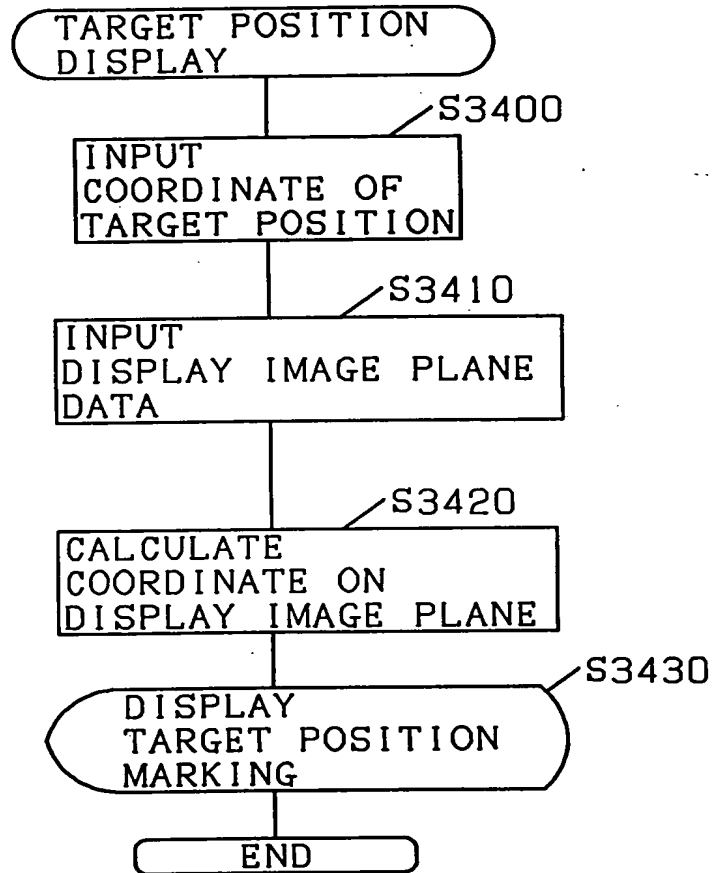 TARGET POSITION
DISPLAY
S3400
INPUT
COORDINATE OF
TARGET POSITION
S3410
INPUT
DISPLAY IMAGE PLANE
DATA
S3420
CALCULATE
COORDINATE ON
DISPLAY IMAGE PLANE
S3430
DISPLAY
TARGET POSITION
MARKING
END